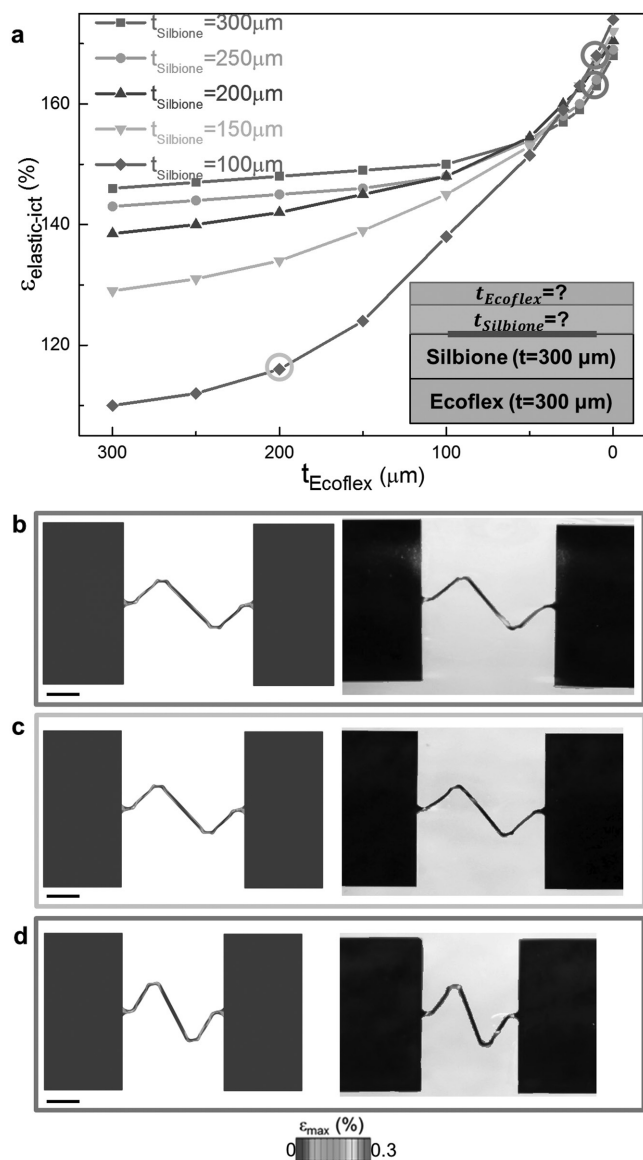 a
t_Silbione=300μm
t_Silbione=250μm
t_Silbione=200μm
t_Silbione=150μm
t_Silbione=100μm
160
140
120
ε_elastic-ict (%)
t_Ecoflex=?
t_Silbione=?
Silbione (t=300 μm)
Ecoflex (t=300 μm)
300 200 100 0
t_Ecoflex (μm)
b
c
d
ε_max (%)
0 0.3